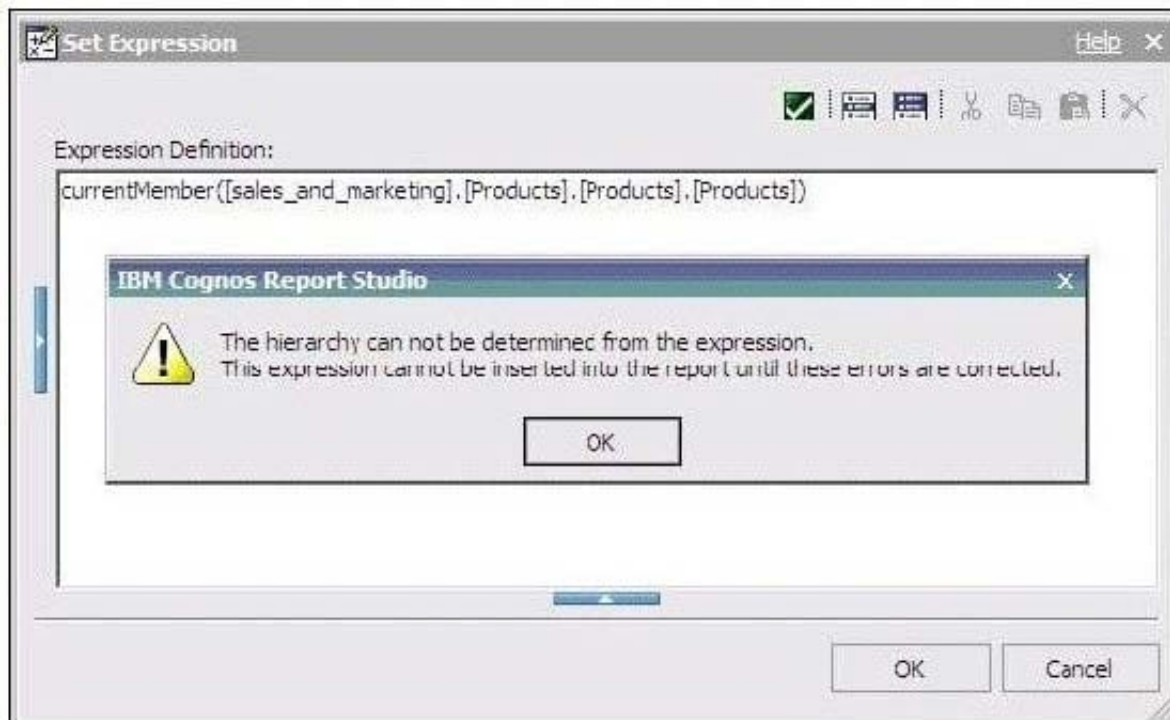 Set Expression
Help
Expression Definition:
currentMember([sales_and_marketing].[Products].[Products].[Products])
IBM Cognos Report Studio
The hierarchy can not be determined from the expression.
This expression cannot be inserted into the report until these errors are corrected.
OK
OK
Cancel